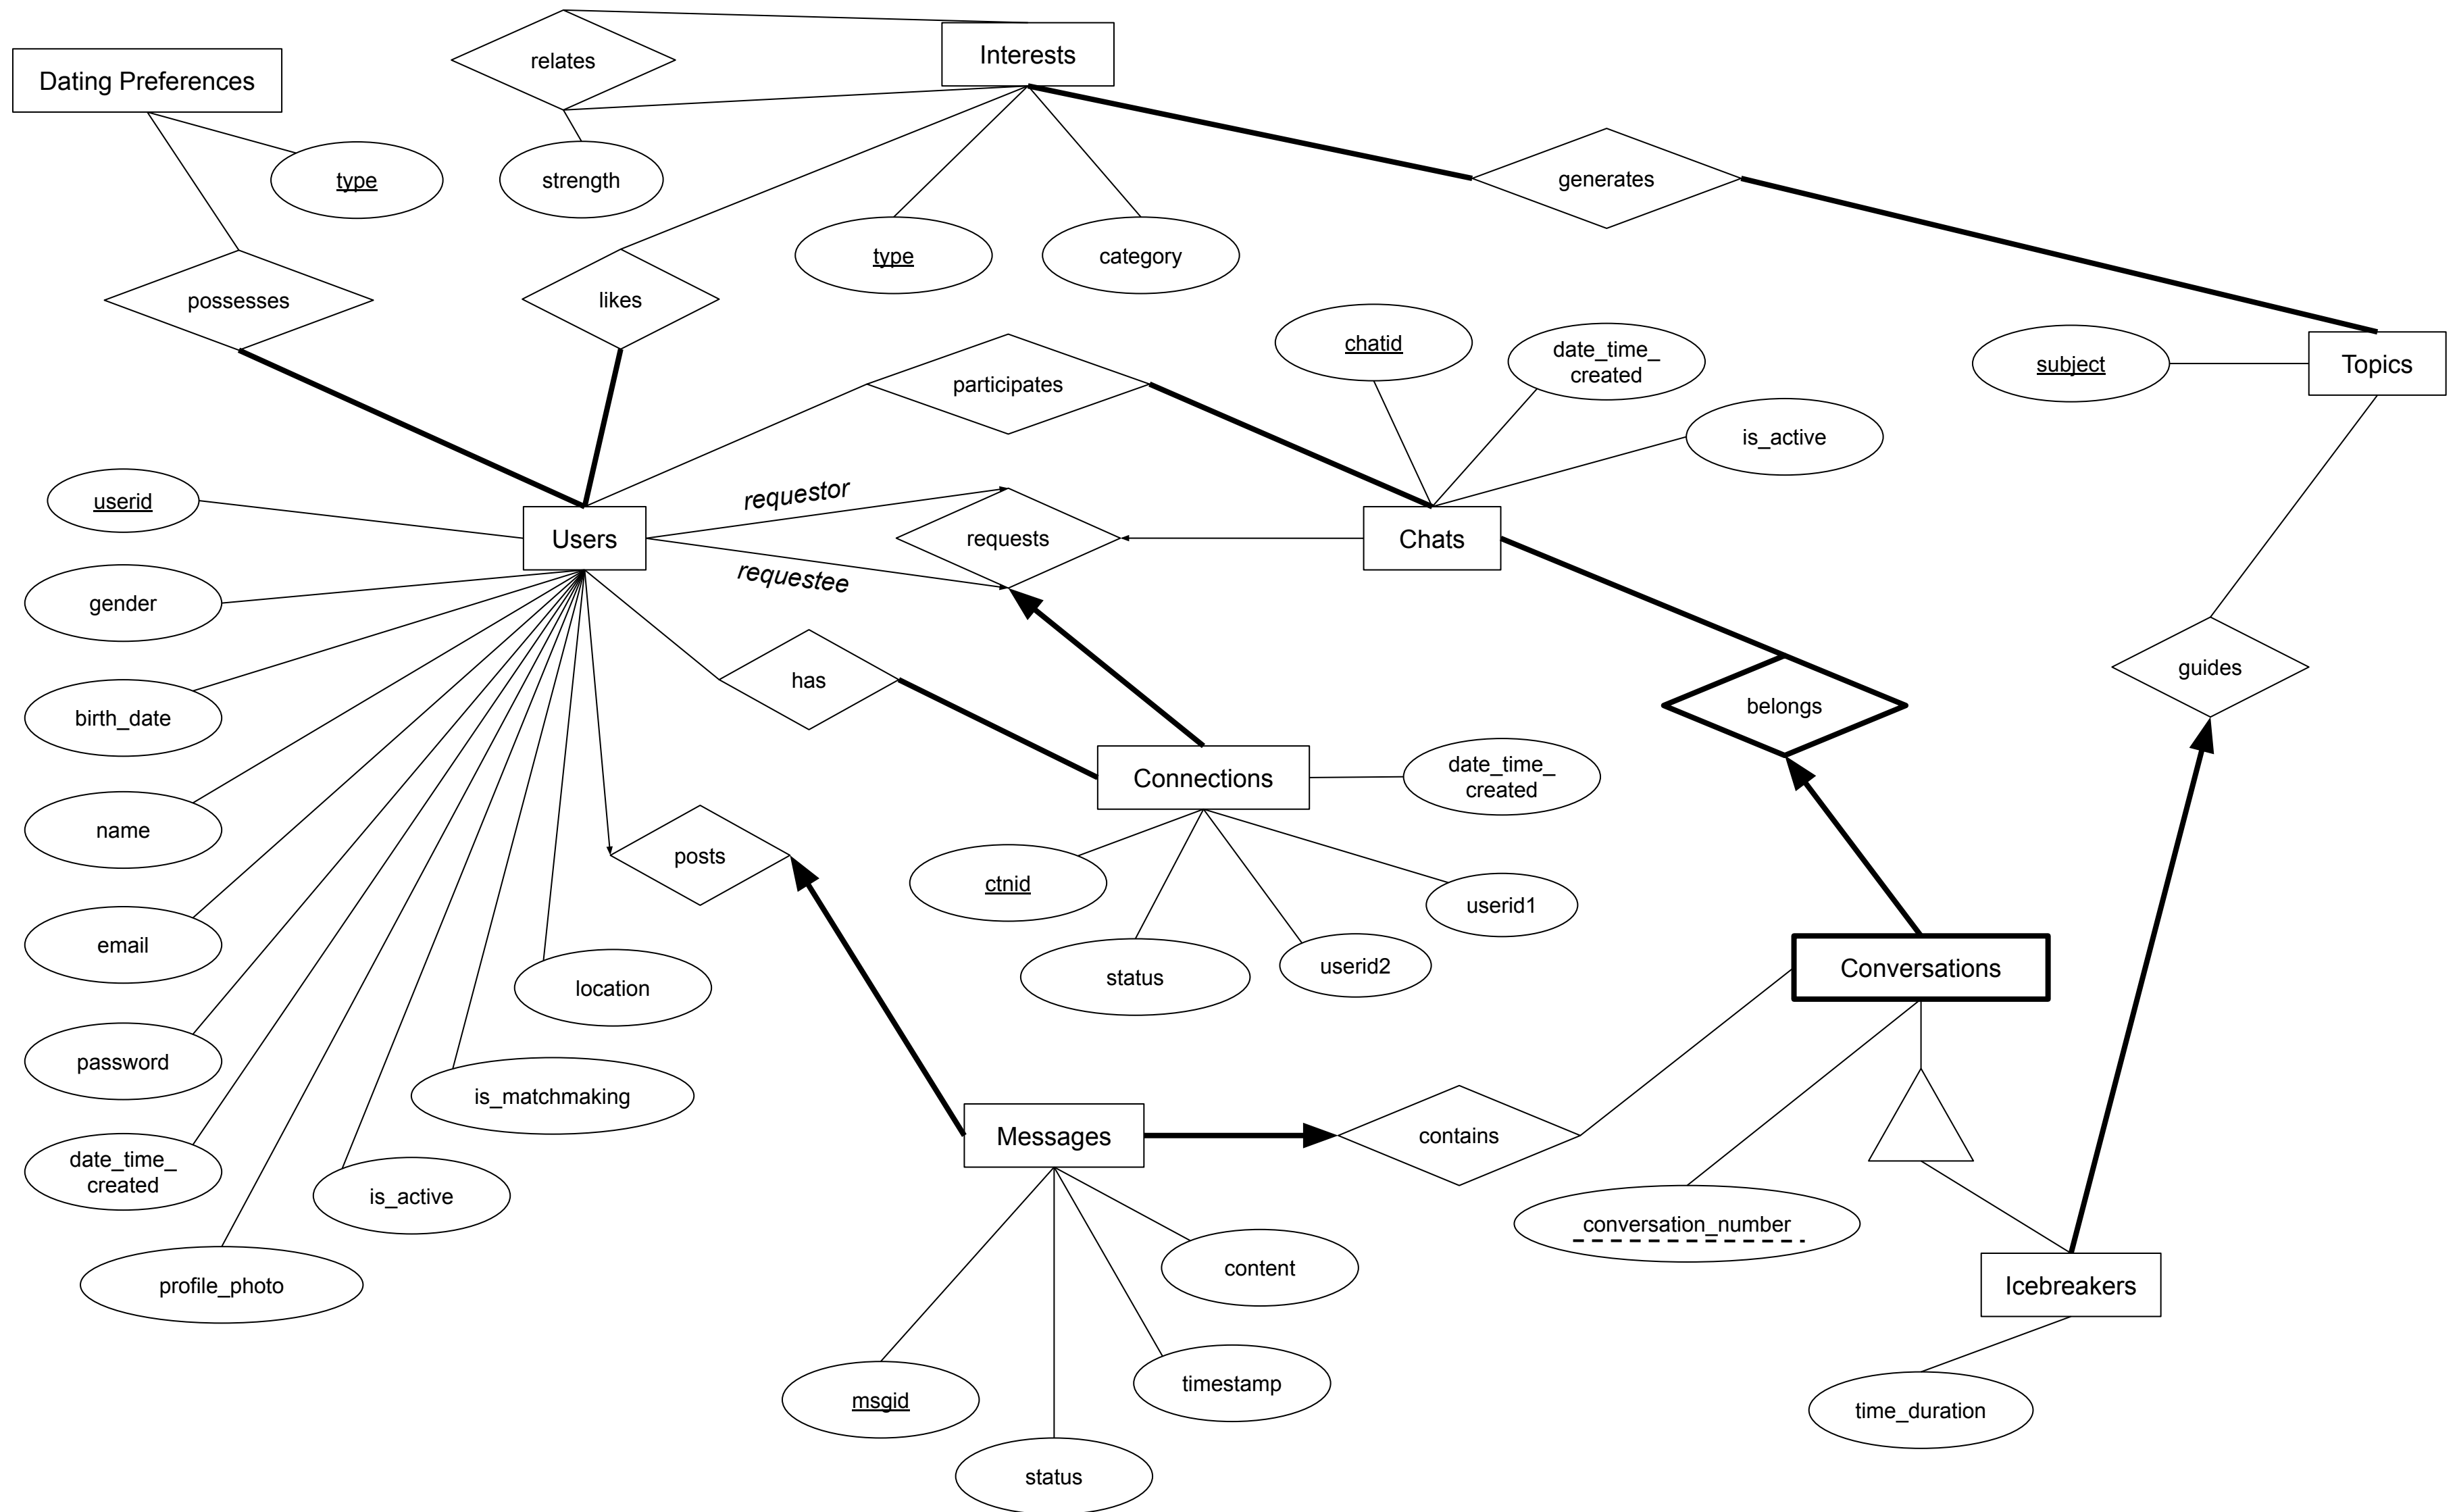 Interests
relates
Dating Preferences
type
strength
generates
type
category
possesses
likes
chatid
date_time_
created
participates
subject
Topics
is_active
userid
requestor
Users
requests
Chats
requestee
gender
has
guides
birth_date
belongs
Connections
date_time_
created
name
posts
ctnid
userid1
email
status
userid2
Conversations
location
password
is_matchmaking
Messages
contains
date_time_
created
is_active
conversation_number
content
profile_photo
Icebreakers
msgid
timestamp
time_duration
status